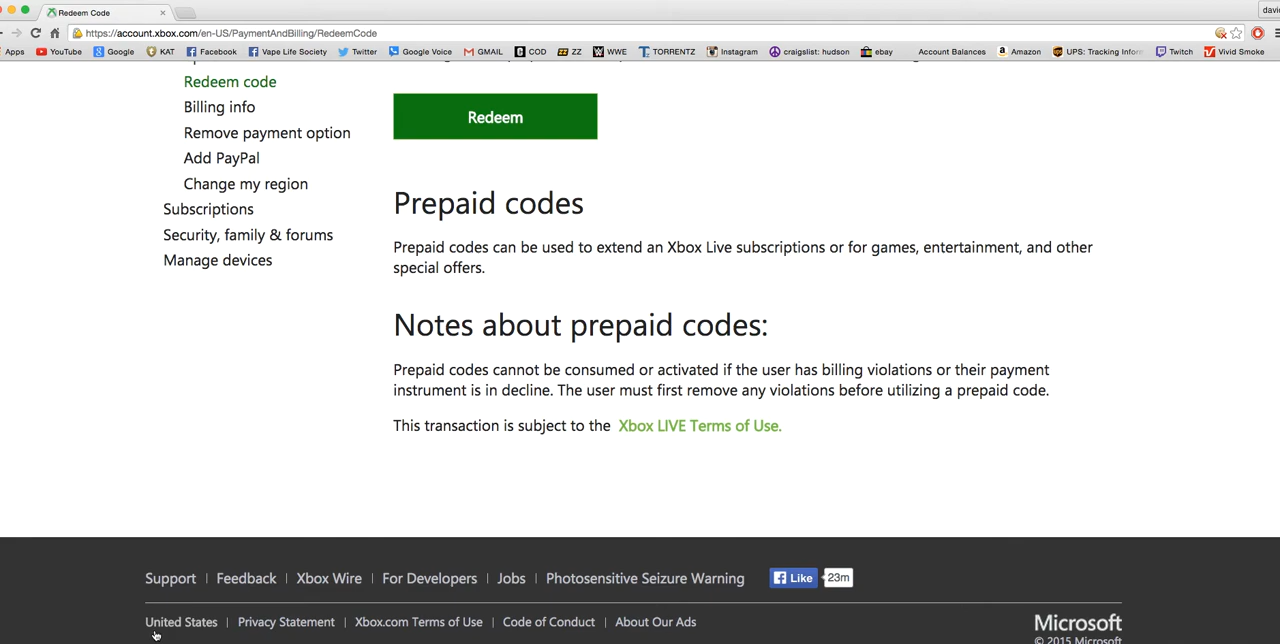 Redeem Code
david
https://account.xbox.com/en-US/PaymentAndBilling/RedeemCode
Apps YouTube Google KAT Facebook Vape Life Society Twitter Google Voice GMAIL COD ZZ WWE TORRENTZ Instagram craigslist: hudson ebay Account Balances Amazon UPS: Tracking Inform Twitch Vivid Smoke
Redeem code
Billing info
Remove payment option
Add PayPal
Change my region
Subscriptions
Security, family & forums
Manage devices
Redeem
Prepaid codes
Prepaid codes can be used to extend an Xbox Live subscriptions or for games, entertainment, and other
special offers.
Notes about prepaid codes:
Prepaid codes cannot be consumed or activated if the user has billing violations or their payment
instrument is in decline. The user must first remove any violations before utilizing a prepaid code.
This transaction is subject to the Xbox LIVE Terms of Use.
Support | Feedback | Xbox Wire | For Developers | Jobs | Photosensitive Seizure Warning Like 23m
United States | Privacy Statement | Xbox.com Terms of Use | Code of Conduct | About Our Ads
Microsoft
© 2015 Microsoft